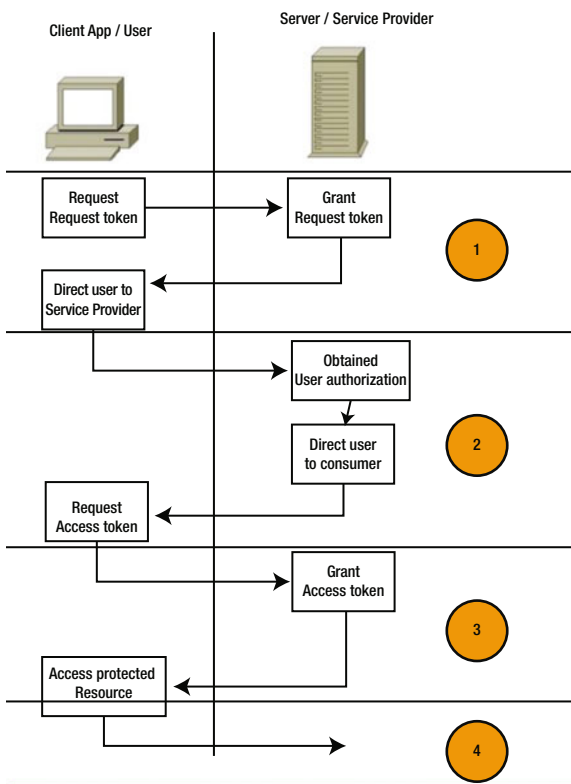 Client App / User
Server / Service Provider
Request
Request token
Grant
Request token
1
Direct user to
Service Provider
Obtained
User authorization
2
Direct user
to consumer
Request
Access token
Grant
Access token
3
Access protected
Resource
4